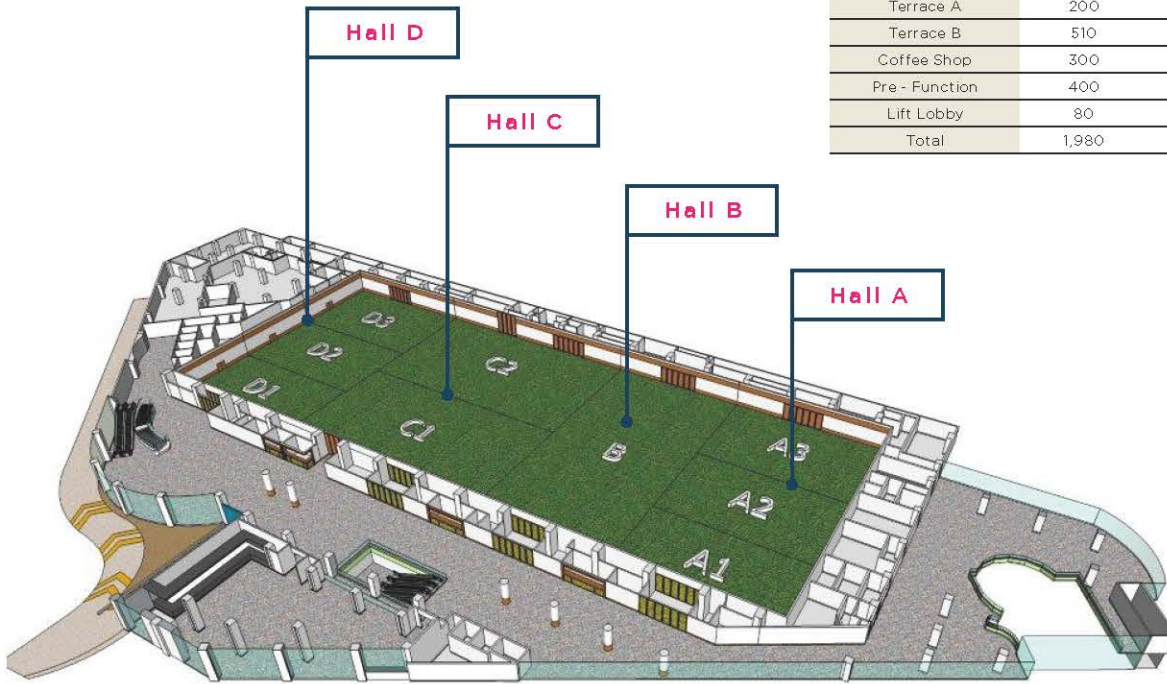 Terrace A 200
Terrace B 510
Coffee Shop 300
Pre - Function 400
Lift Lobby 80
Total 1,980
Hall D
Hall C
Hall B
Hall A
D3
D2
D1
C2
C1
B
A3
A2
A1